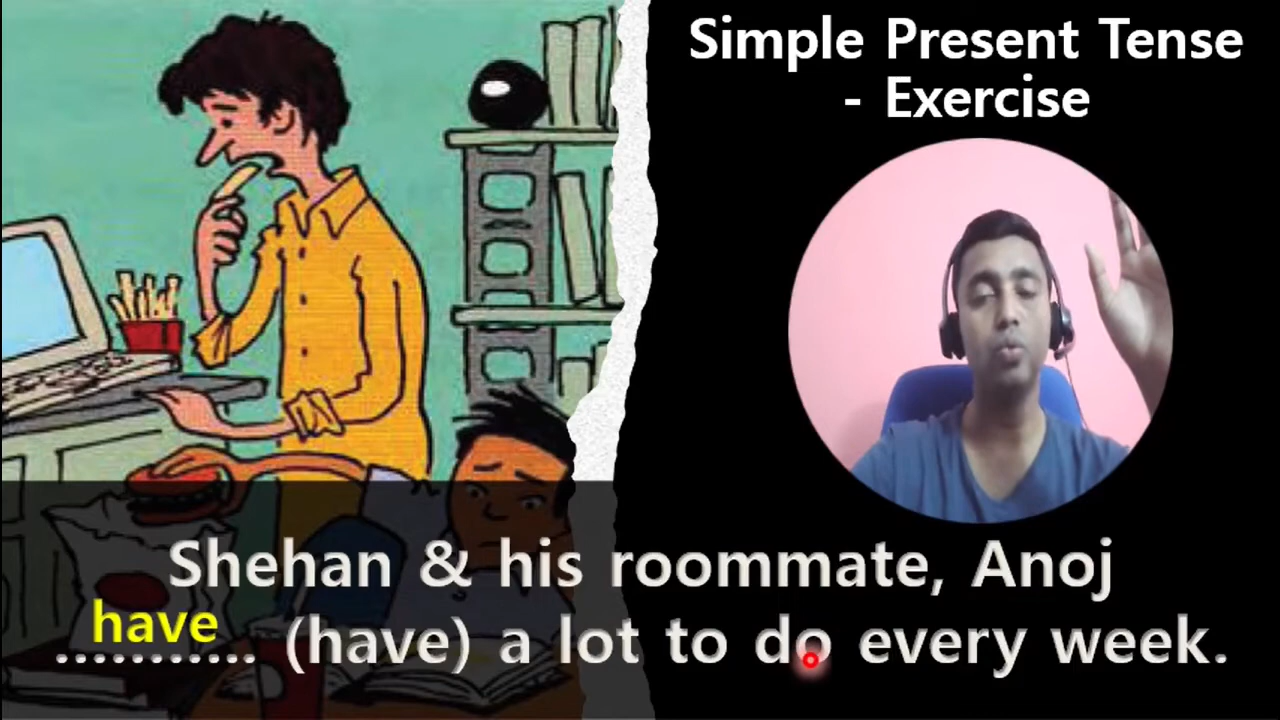 Simple Present Tense
- Exercise
Shehan & his roommate, Anoj
have
........... (have) a lot to do every week.